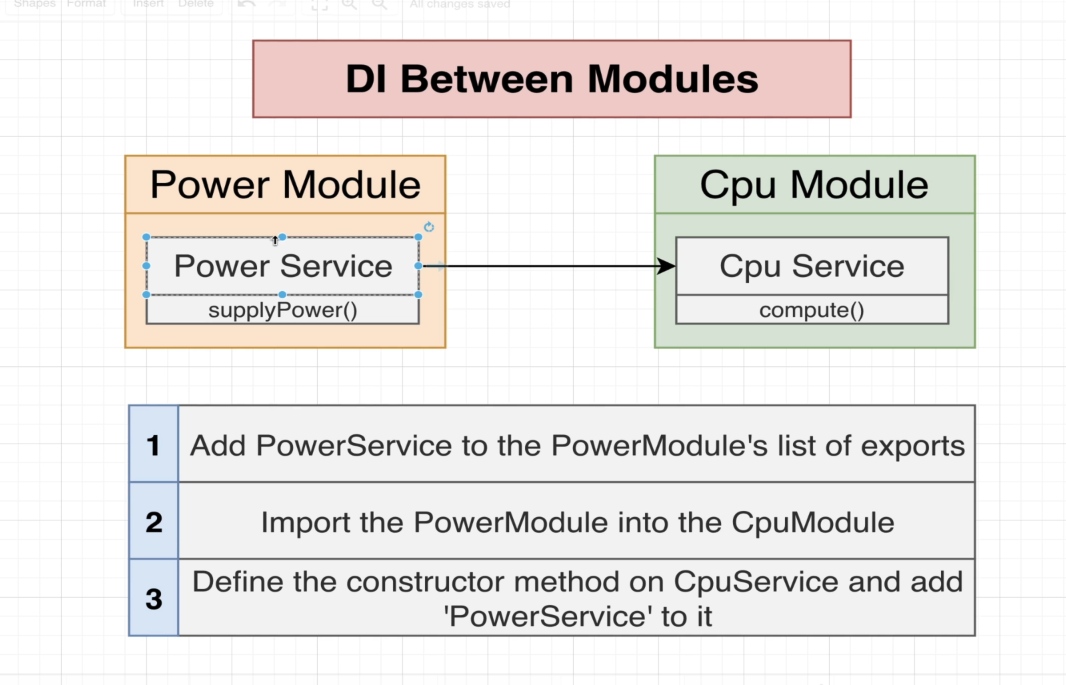 Shapes Format Insert Delete All changes saved
DI Between Modules
Power Module
Cpu Module
Power Service
Cpu Service
supplyPower()
compute()
1 Add PowerService to the PowerModule's list of exports
2 Import the PowerModule into the CpuModule
3 Define the constructor method on CpuService and add
'PowerService' to it